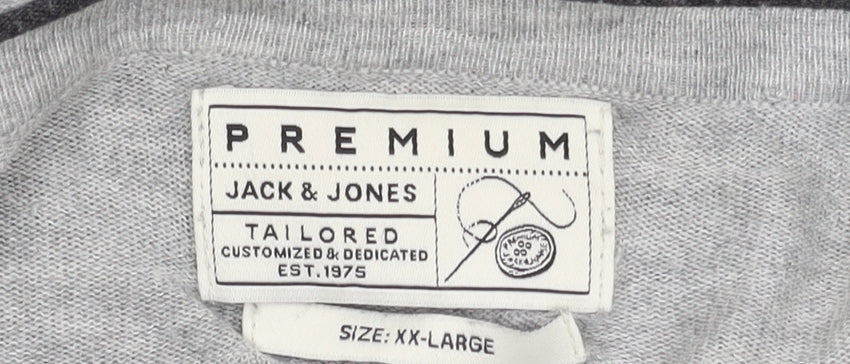 PREMIUM
JACK & JONES
TAILORED
CUSTOMIZED & DEDICATED
EST.1975
SIZE: XX-LARGE